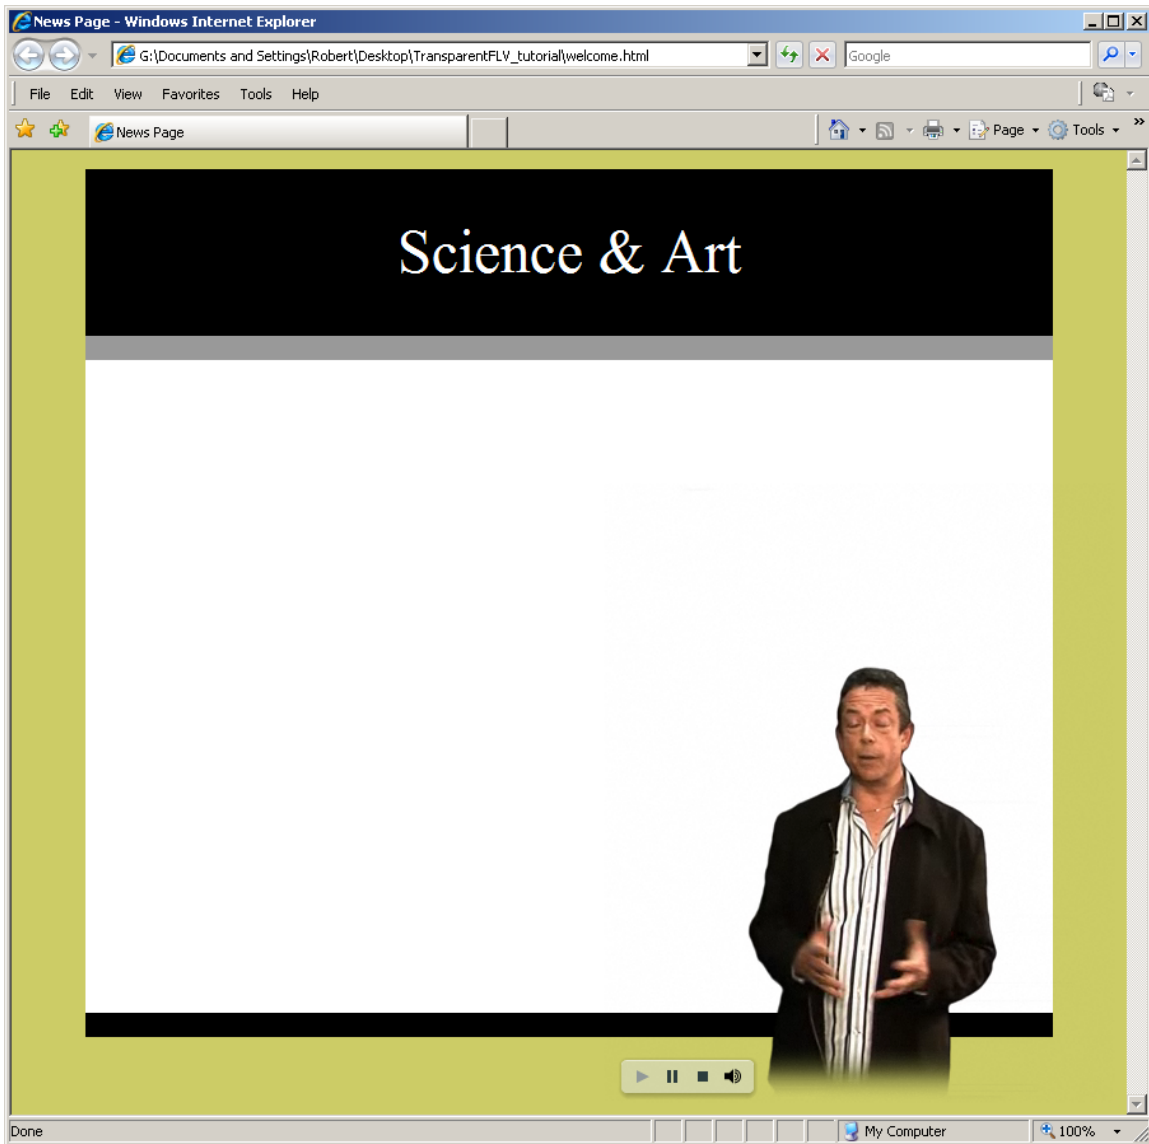 News Page - Windows Internet Explorer
G:\Documents and Settings\Robert\Desktop\TransparentFLV_tutorial\welcome.html Google
File Edit View Favorites Tools Help
News Page Page Tools »
Science & Art
Done My Computer 100%